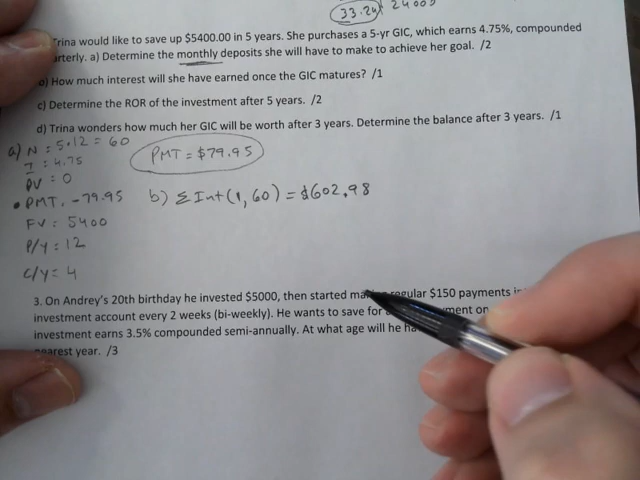 33.24 24000
Trina would like to save up $5400.00 in 5 years. She purchases a 5-yr GIC, which earns 4.75%, compounded
arterly. a) Determine the monthly deposits she will have to make to achieve her goal. /2
b) How much interest will she have earned once the GIC matures? /1
c) Determine the ROR of the investment after 5 years. /2
d) Trina wonders how much her GIC will be worth after 3 years. Determine the balance after 3 years. /1
a) N : 5·12 = 60
I : 4.75
PV : 0
• PMT: -79.95
FV : 5400
P/Y : 12
C/Y = 4
PMT = $79.95
b) ΣInt(1,60) = $602.98
3. On Andrey's 20th birthday he invested $5000, then started regular $150 payments
investment account every 2 weeks (bi-weekly). He wants to save for on
investment earns 3.5% compounded semi-annually. At what age will he
nearest year. /3